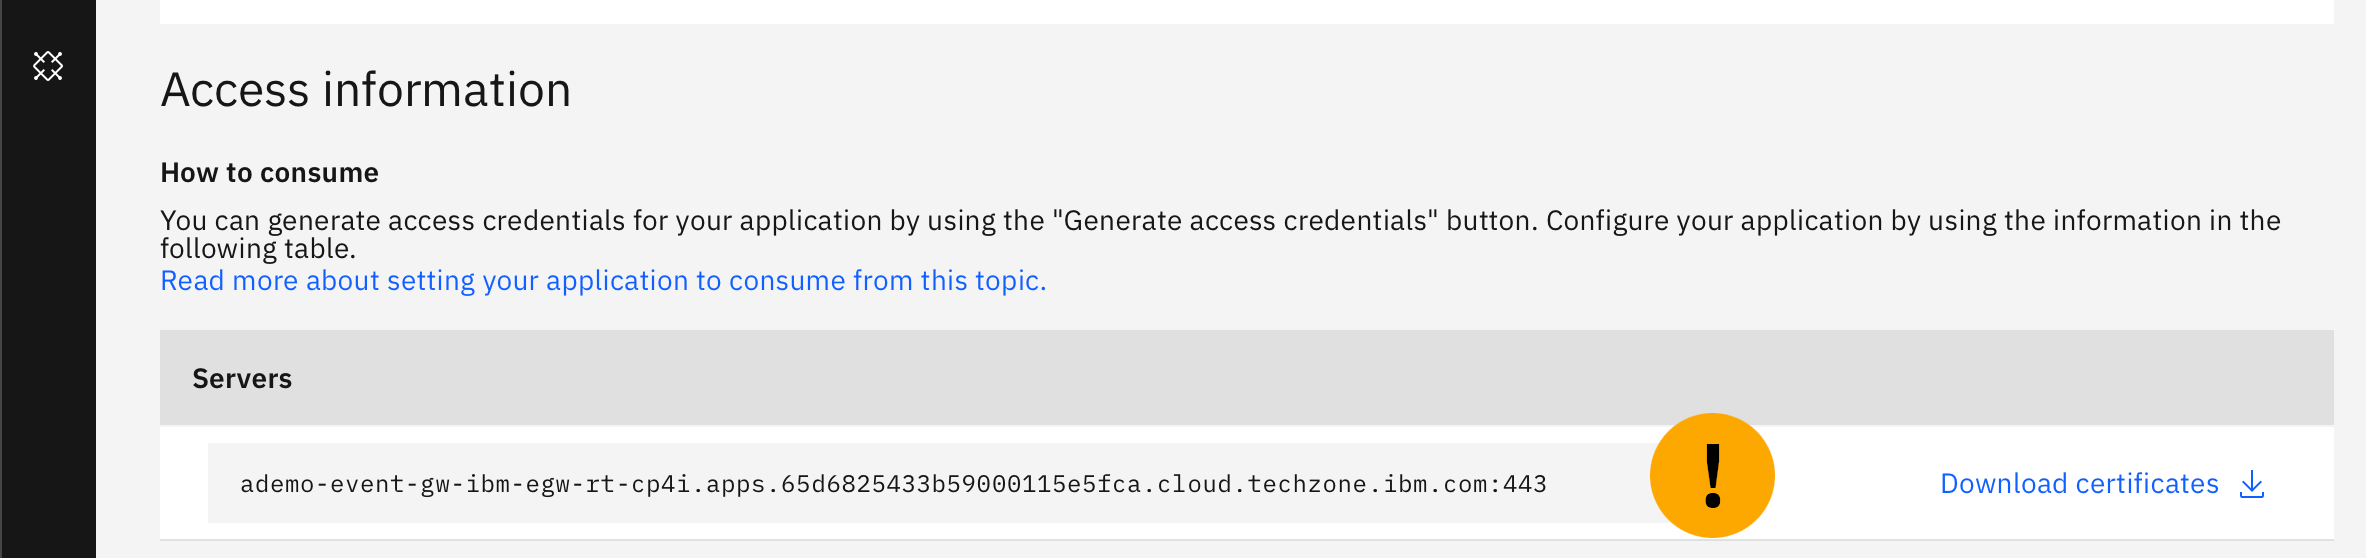 Access information
How to consume
You can generate access credentials for your application by using the "Generate access credentials" button. Configure your application by using the information in the
following table.
Read more about setting your application to consume from this topic.
Servers
ademo-event-gw-ibm-egw-rt-cp4i.apps.65d6825433b59000115e5fca.cloud.techzone.ibm.com:443
!
Download certificates